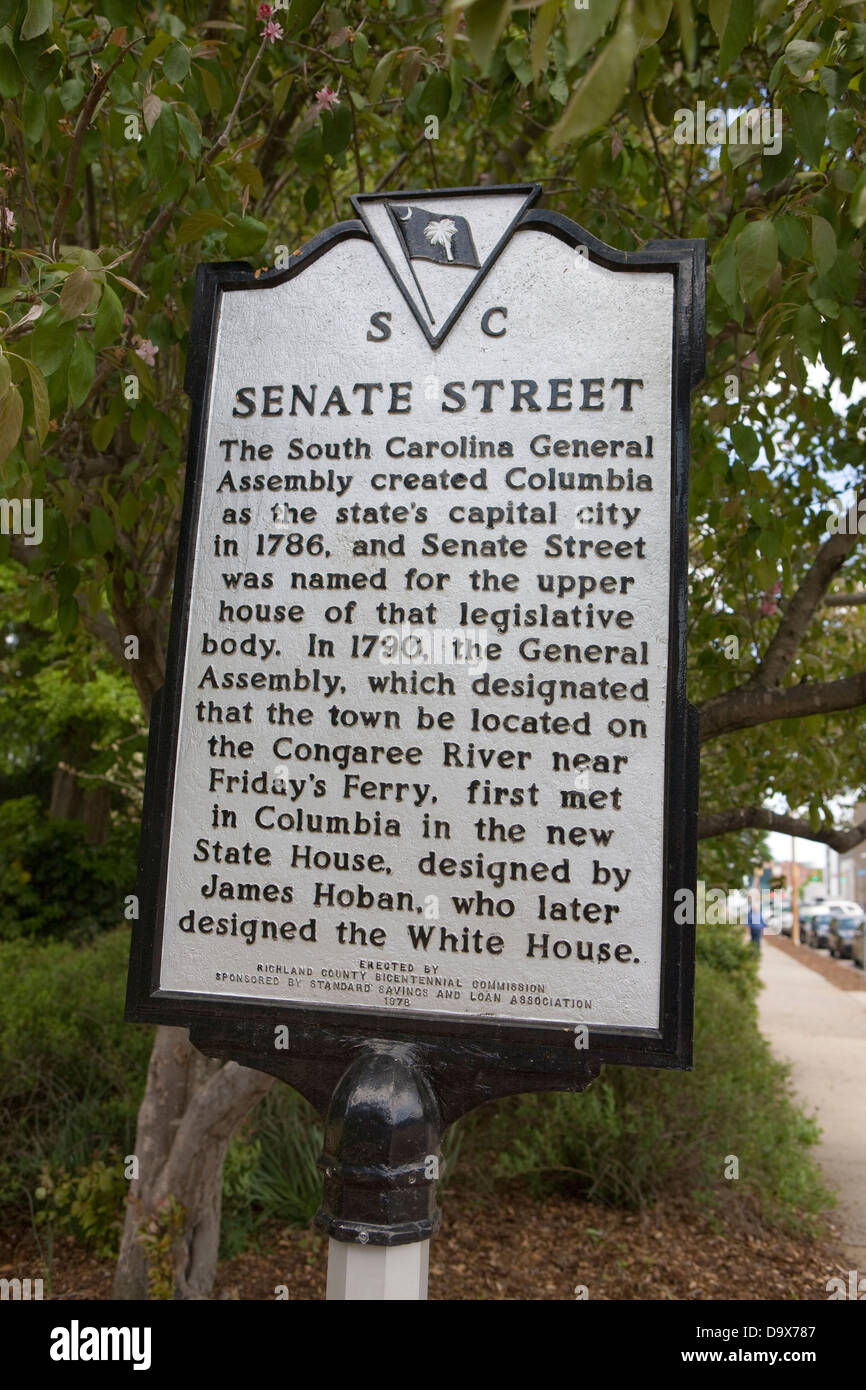 S C
SENATE STREET
The South Carolina General
Assembly created Columbia
as the state's capital city
in 1786, and Senate Street
was named for the upper
house of that legislative
body. In 1790, the General
Assembly, which designated
that the town be located on
the Congaree River near
Friday's Ferry, first met
in Columbia in the new
State House, designed by
James Hoban, who later
designed the White House.
ERECTED BY
RICHLAND COUNTY BICENTENNIAL COMMISSION
SPONSORED BY STANDARD SAVINGS AND LOAN ASSOCIATION
1978
alamy
Image ID: D9X787
www.alamy.com